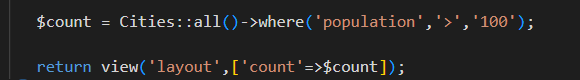 $count = Cities::all()->where('population','>','100');
return view('layout',['count'=>$count]);